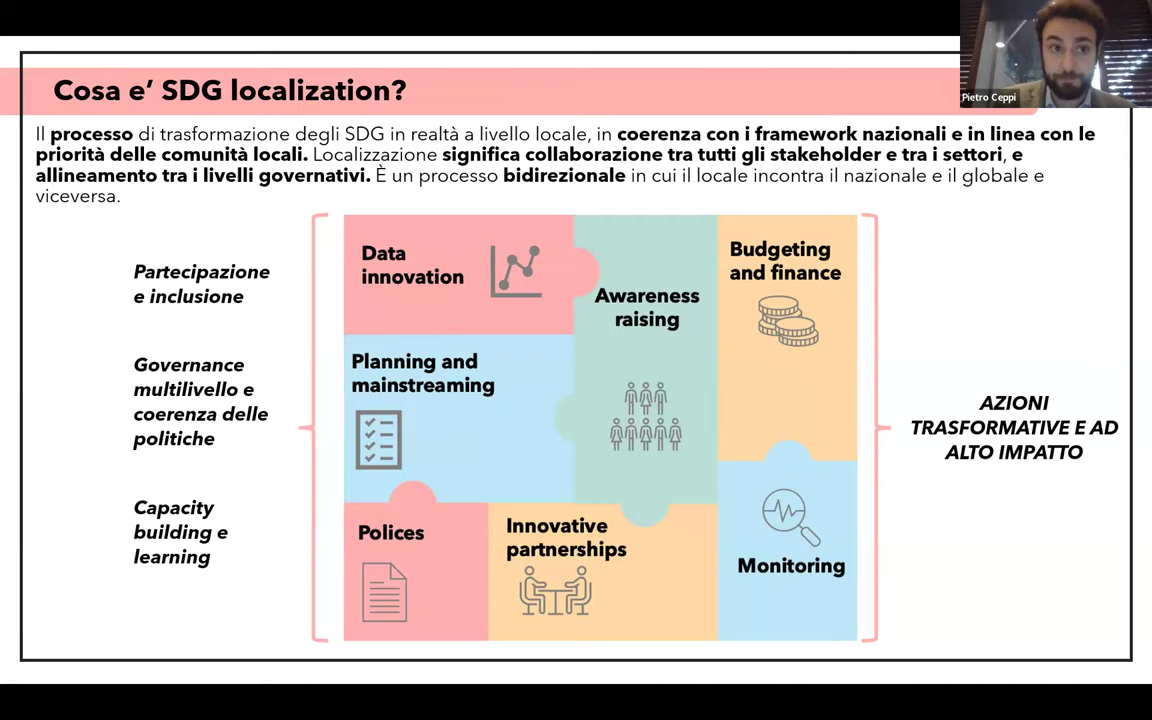 Cosa e’ SDG localization?
Pietro Ceppi
Il processo di trasformazione degli SDG in realtà a livello locale, in coerenza con i framework nazionali e in linea con le
priorità delle comunità locali. Localizzazione significa collaborazione tra tutti gli stakeholder e tra i settori, e
allineamento tra i livelli governativi. È un processo bidirezionale in cui il locale incontra il nazionale e il globale e
viceversa.
Partecipazione
e inclusione
Governance
multilivello e
coerenza delle
politiche
Capacity
building e
learning
Data
innovation
Awareness
raising
Budgeting
and finance
Planning and
mainstreaming
Polices
Innovative
partnerships
Monitoring
AZIONI
TRASFORMATIVE E AD
ALTO IMPATTO